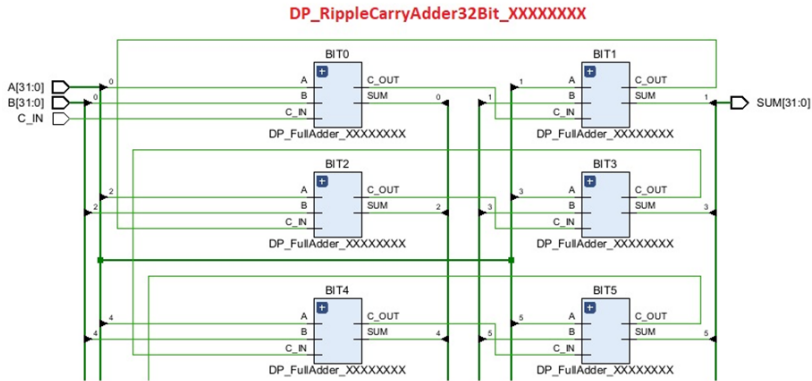 DP_RippleCarryAdder32Bit_XXXXXXXX
BIT0 BIT1
A[31:0] 0 A C_OUT 1 A C_OUT
B[31:0] 0 B SUM 0 1 B SUM 1 SUM[31:0]
C_IN C_IN C_IN
DP_FullAdder_XXXXXXXX DP_FullAdder_XXXXXXXX
BIT2 BIT3
2 A C_OUT 3 A C_OUT
2 B SUM 2 3 B SUM 3
C_IN C_IN
DP_FullAdder_XXXXXXXX DP_FullAdder_XXXXXXXX
BIT4 BIT5
4 A C_OUT 5 A C_OUT
4 B SUM 4 5 B SUM 5
C_IN C_IN
DP_FullAdder_XXXXXXXX DP_FullAdder_XXXXXXXX